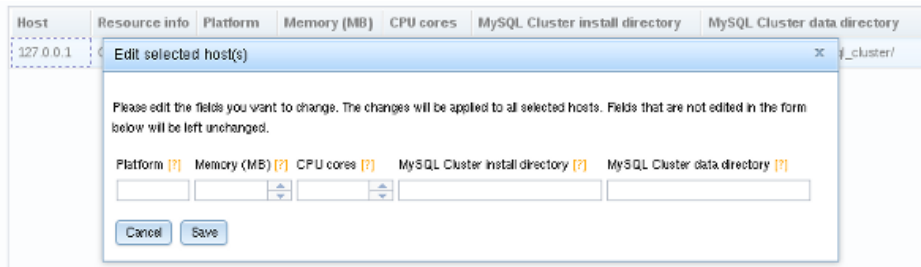 Host Resource info Platform Memory (MB) CPU cores MySQL Cluster install directory MySQL Cluster data directory
127.0.0.1
Edit selected host(s) x
Please edit the fields you want to change. The changes will be applied to all selected hosts. Fields that are not edited in the form
below will be left unchanged.
Platform [?] Memory (MB) [?] CPU cores [?] MySQL Cluster install directory [?] MySQL Cluster data directory [?]
Cancel Save